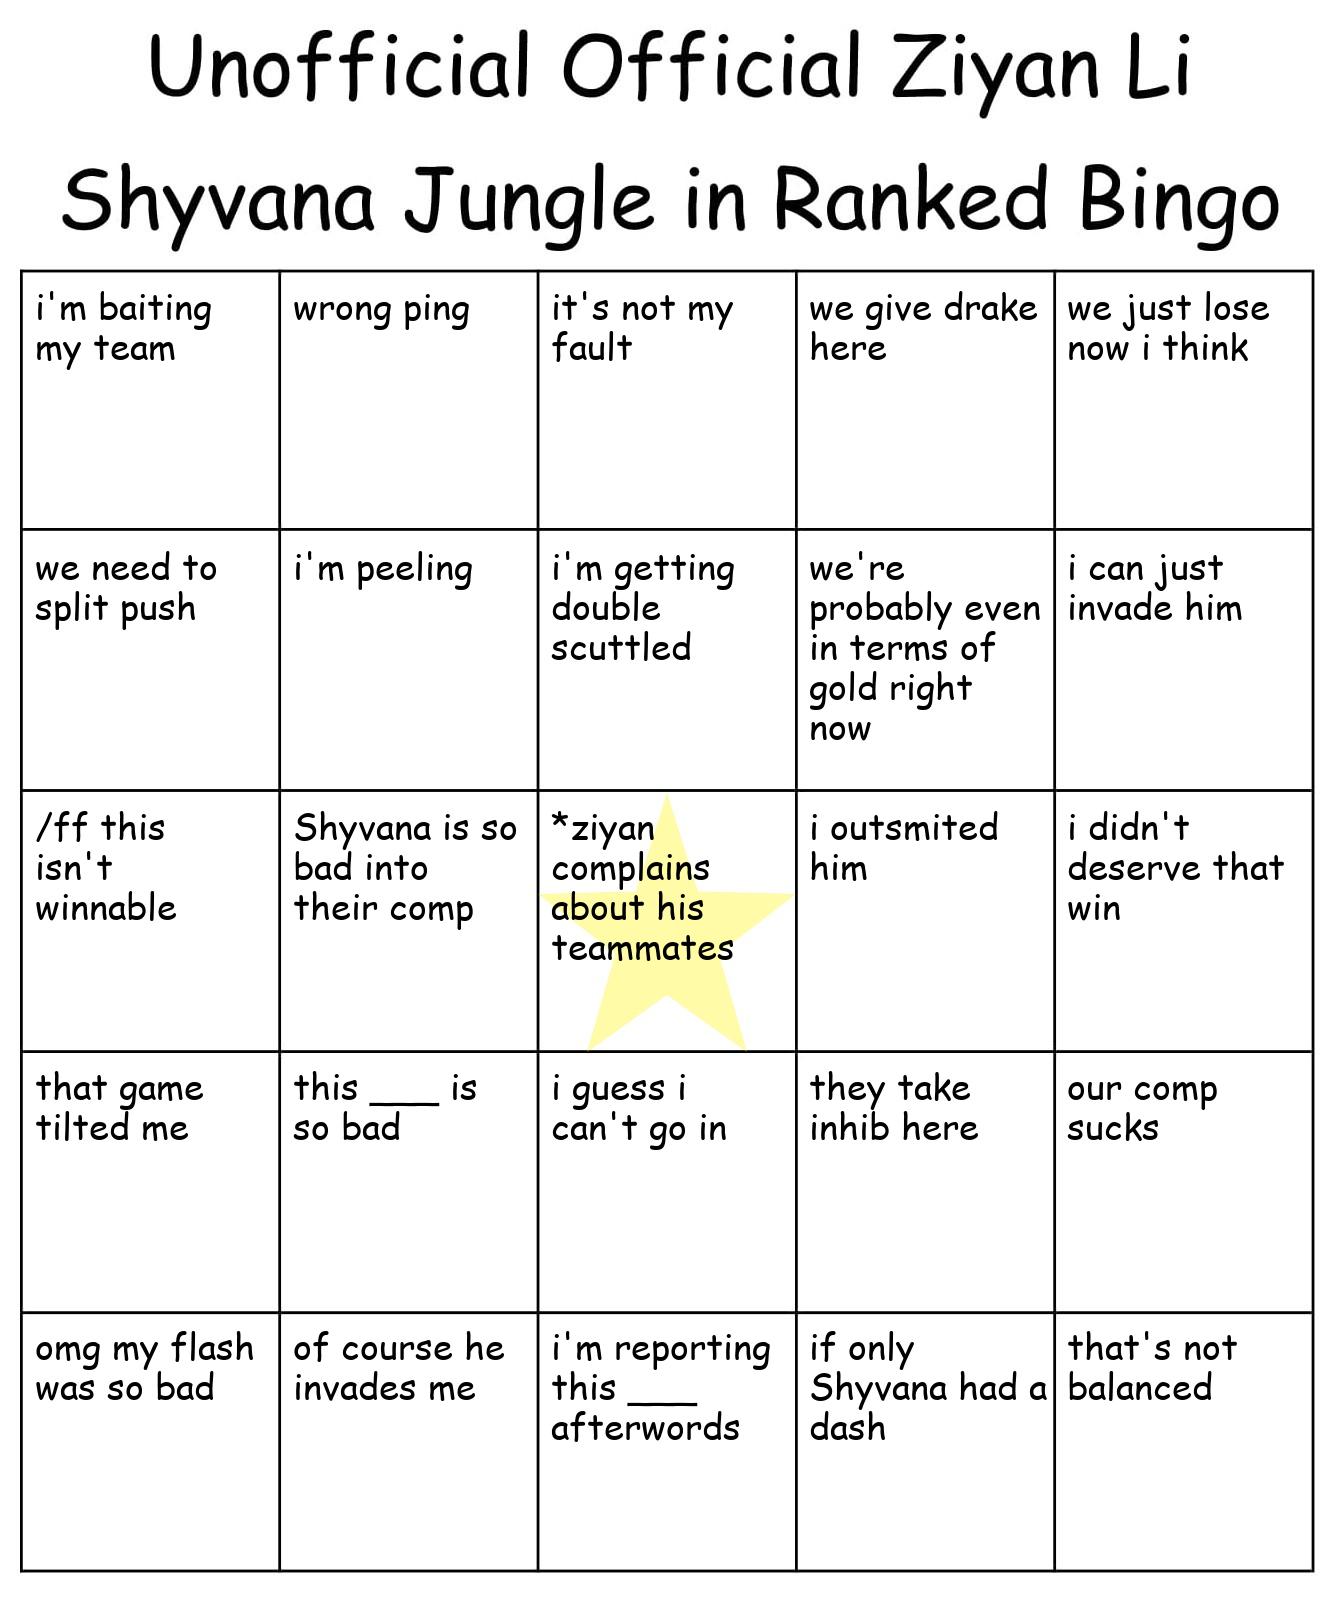 Unofficial Official Ziyan Li
Shyvana Jungle in Ranked Bingo
i'm baiting
my team
wrong ping
it's not my
fault
we give drake
here
we just lose
now i think
we need to
split push
i'm peeling
i'm getting
double
scuttled
we're
probably even
in terms of
gold right
now
i can just
invade him
/ff this
isn't
winnable
Shyvana is so
bad into
their comp
*ziyan
complains
about his
teammates
i outsmited
him
i didn't
deserve that
win
that game
tilted me
this ___ is
so bad
i guess i
can't go in
they take
inhib here
our comp
sucks
omg my flash
was so bad
of course he
invades me
i'm reporting
this ___
afterwords
if only
Shyvana had a
dash
that's not
balanced